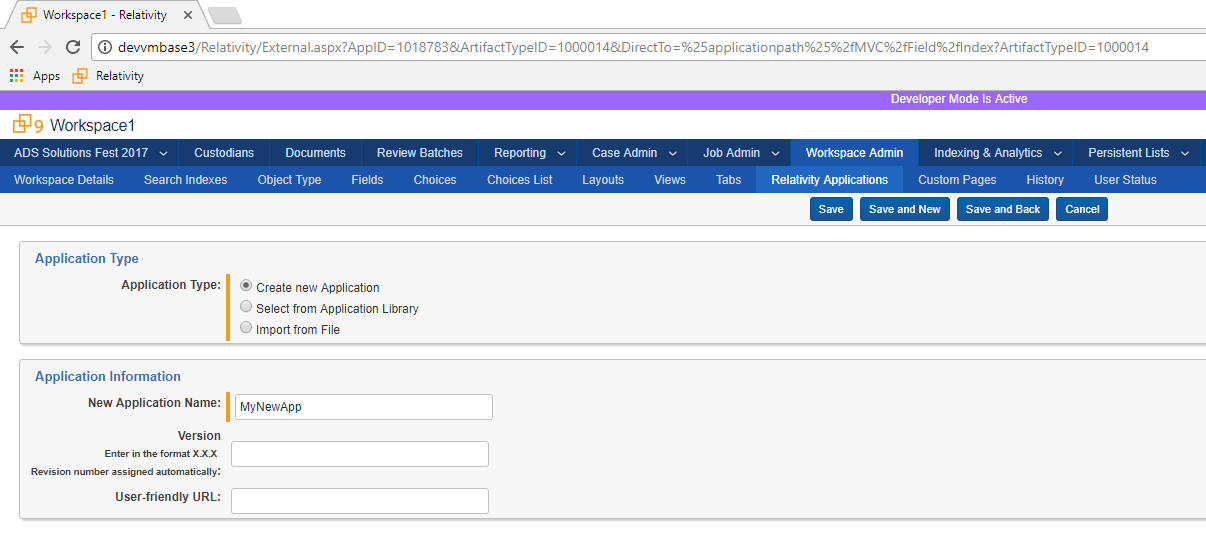 Workspace1 - Relativity
devvmbase3/Relativity/External.aspx?AppID=1018783&ArtifactTypeID=1000014&DirectTo=%25applicationpath%25%2fMVC%2fField%2fIndex?ArtifactTypeID=1000014
Apps Relativity
Developer Mode Is Active
9 Workspace1
ADS Solutions Fest 2017 Custodians Documents Review Batches Reporting Case Admin Job Admin Workspace Admin Indexing & Analytics Persistent Lists
Workspace Details Search Indexes Object Type Fields Choices Choices List Layouts Views Tabs Relativity Applications Custom Pages History User Status
Save Save and New Save and Back Cancel
Application Type
Application Type: Create new Application
Select from Application Library
Import from File
Application Information
New Application Name: MyNewApp
Version
Enter in the format X.X.X
Revision number assigned automatically:
User-friendly URL: